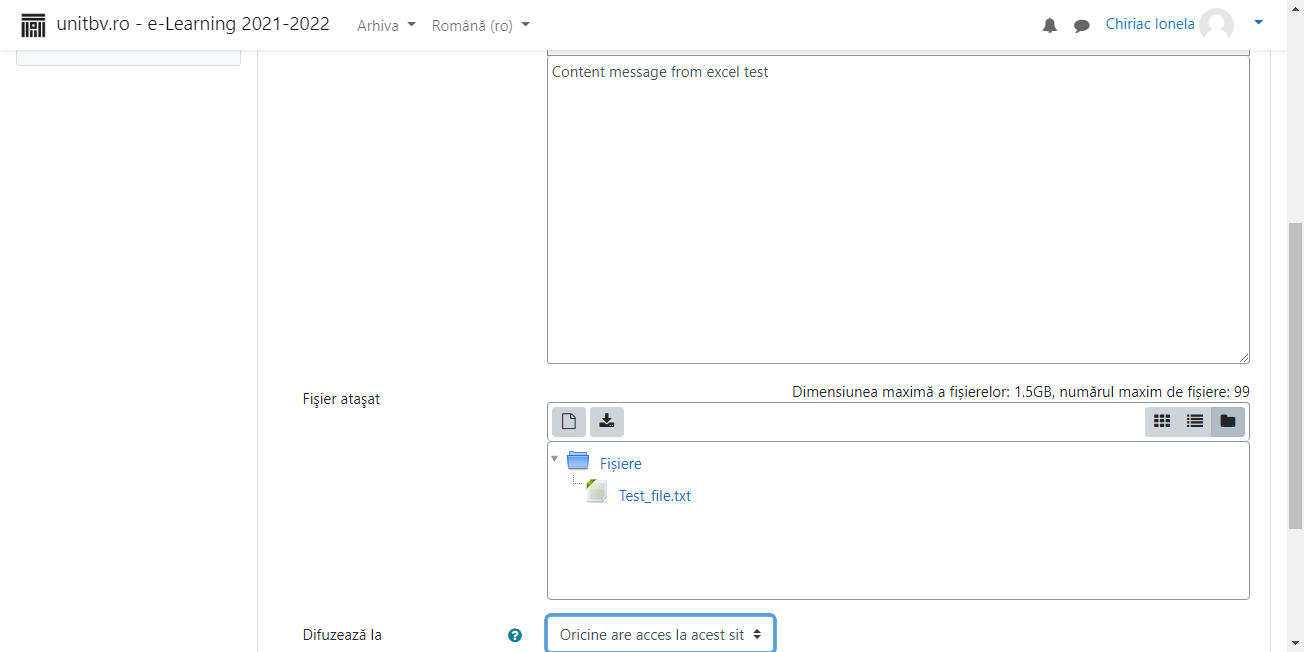 unitbv.ro - e-Learning 2021-2022
Arhiva
Română (ro)
Chiriac Ionela
Content message from excel test
Fişier ataşat
Dimensiunea maximă a fișierelor: 1.5GB, numărul maxim de fișiere: 99
Fișiere
Test_file.txt
Difuzează la
?
Oricine are acces la acest sit